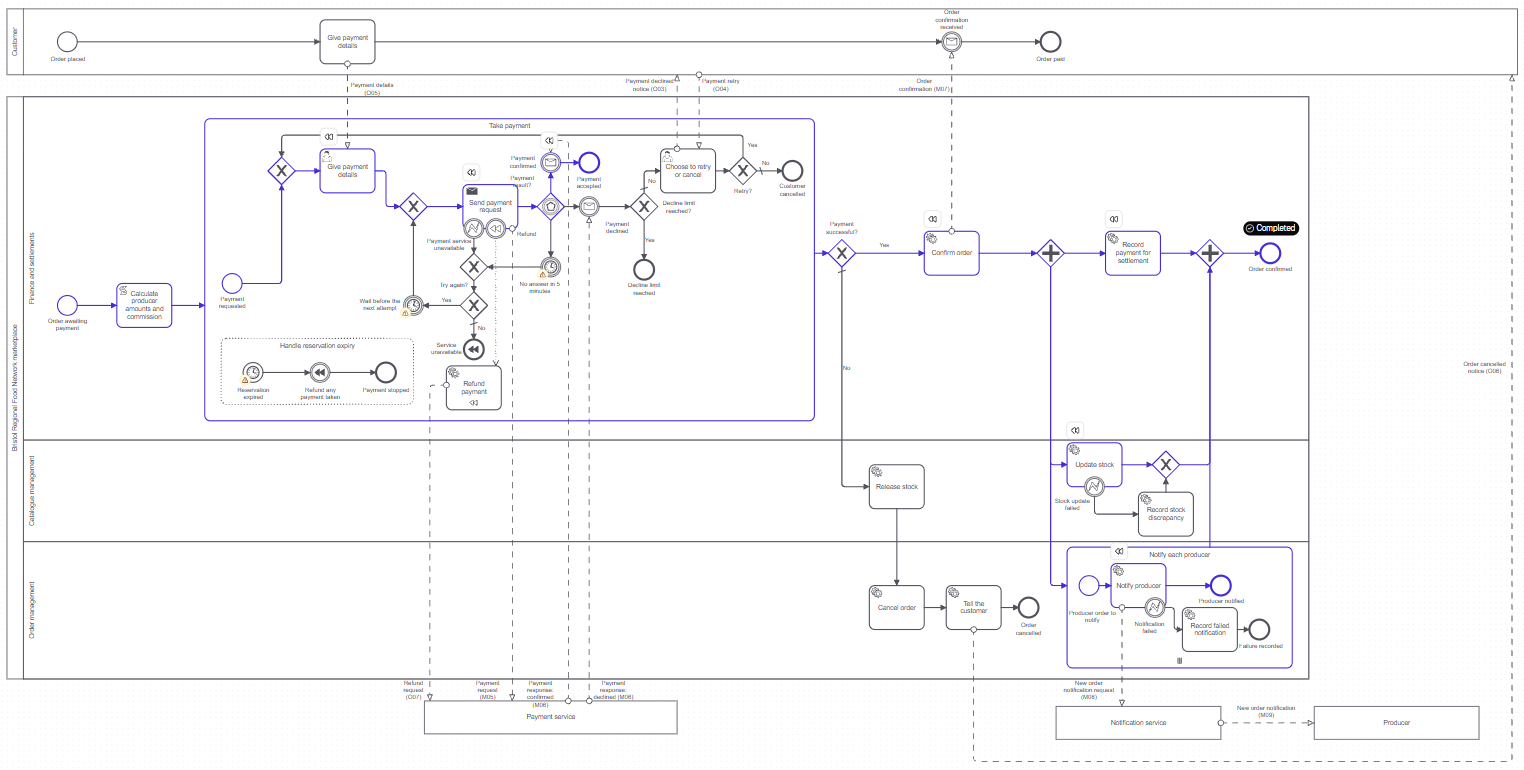 Customer
Order placed
Give payment
details
Order
confirmation
received
Order paid
Payment details
(O05)
Payment declined
notice (O03)
Payment retry
(O04)
Order
confirmation (M07)
Bristol Regional Food Network marketplace
Finance and settlements
Order awaiting
payment
Calculate
producer
amounts and
commission
Take payment
Payment
requested
Give payment
details
Send payment
request
Payment
result?
Payment
confirmed
Payment
accepted
Refund
Payment service
unavailable
Try again?
Yes
No
Wait before the
next attempt
Service
unavailable
No answer in 5
minutes
Payment
declined
Decline limit
reached?
No
Yes
Decline limit
reached
Choose to retry
or cancel
Retry?
Yes
No
Customer
cancelled
Handle reservation expiry
Reservation
expired
Refund any
payment taken
Payment stopped
Refund
payment
Payment
successful?
Yes
No
Confirm order
Record
payment for
settlement
Completed
Order confirmed
Order cancelled
notice (O08)
Catalogue management
Release stock
Update stock
Stock update
failed
Record stock
discrepancy
Order management
Cancel order
Tell the
customer
Order
cancelled
Notify each producer
Producer order to
notify
Notify producer
Producer notified
Notification
failed
Record failed
notification
Failure recorded
Refund
request
(O07)
Payment
request
(M05)
Payment
response:
confirmed
(M06)
Payment
response:
declined (M06)
Payment service
New order
notification request
(M08)
Notification service
New order notification
(M09)
Producer